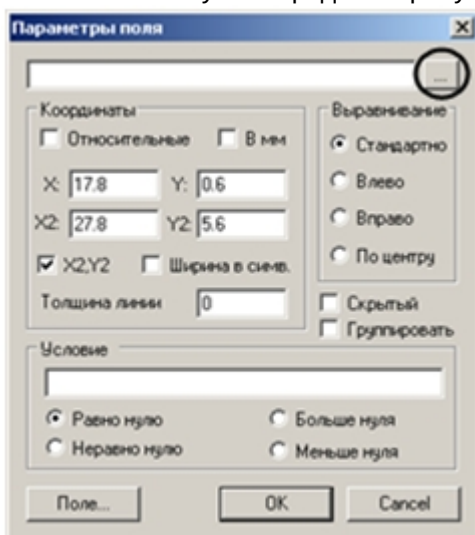 Параметры поля
...
Координаты
Относительные В мм
X: 17.8 Y: 0.6
X2: 27.8 Y2: 5.6
X2,Y2 Ширина в симв.
Толщина линии 0
Выравнивание
Стандартно
Влево
Вправо
По центру
Скрытый
Группировать
Условие
Равно нулю Больше нуля
Неравно нулю Меньше нуля
Поле... OK Cancel